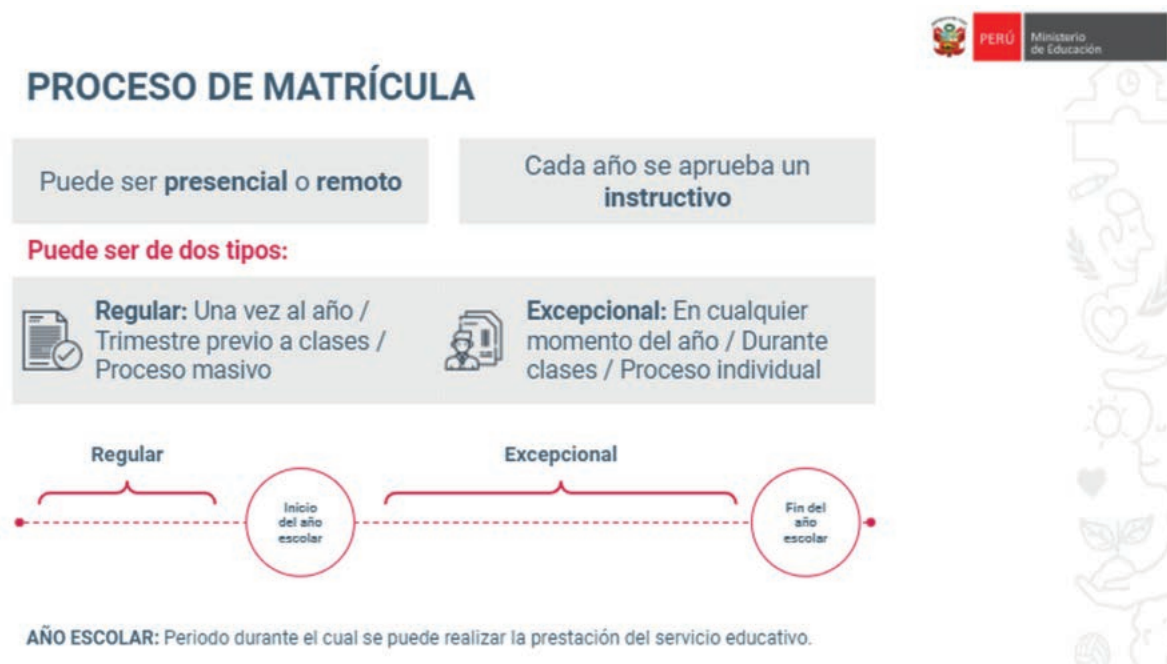 PERÚ
Ministerio
de Educación
PROCESO DE MATRÍCULA
Puede ser presencial o remoto
Cada año se aprueba un
instructivo
Puede ser de dos tipos:
Regular: Una vez al año /
Trimestre previo a clases /
Proceso masivo
Excepcional: En cualquier
momento del año / Durante
clases / Proceso individual
Regular
Excepcional
Inicio
del año
escolar
Fin del
año
escolar
AÑO ESCOLAR: Periodo durante el cual se puede realizar la prestación del servicio educativo.